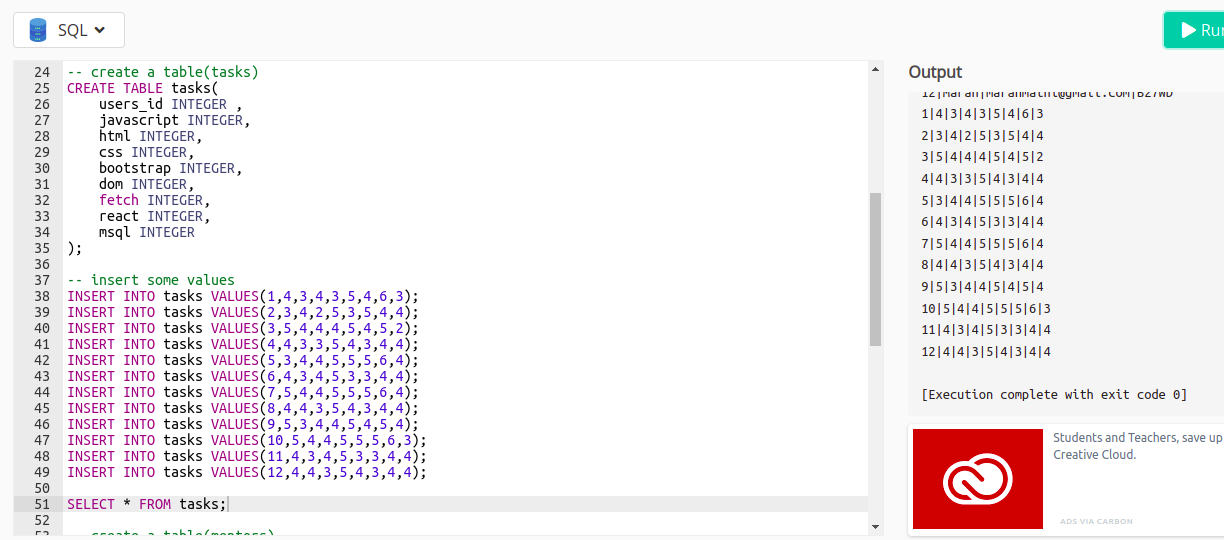 SQL
Run
24 -- create a table(tasks)
25 CREATE TABLE tasks(
26 users_id INTEGER ,
27 javascript INTEGER,
28 html INTEGER,
29 css INTEGER,
30 bootstrap INTEGER,
31 dom INTEGER,
32 fetch INTEGER,
33 react INTEGER,
34 msql INTEGER
35 );
36
37 -- insert some values
38 INSERT INTO tasks VALUES(1,4,3,4,3,5,4,6,3);
39 INSERT INTO tasks VALUES(2,3,4,2,5,3,5,4,4);
40 INSERT INTO tasks VALUES(3,5,4,4,4,5,4,5,2);
41 INSERT INTO tasks VALUES(4,4,3,3,5,4,3,4,4);
42 INSERT INTO tasks VALUES(5,3,4,4,5,5,5,6,4);
43 INSERT INTO tasks VALUES(6,4,3,4,5,3,3,4,4);
44 INSERT INTO tasks VALUES(7,5,4,4,5,5,5,6,4);
45 INSERT INTO tasks VALUES(8,4,4,3,5,4,3,4,4);
46 INSERT INTO tasks VALUES(9,5,3,4,4,5,4,5,4);
47 INSERT INTO tasks VALUES(10,5,4,4,5,5,5,6,3);
48 INSERT INTO tasks VALUES(11,4,3,4,5,3,3,4,4);
49 INSERT INTO tasks VALUES(12,4,4,3,5,4,3,4,4);
50
51 SELECT * FROM tasks;
52
53 -- create a table(mentors)
Output
1|4|3|4|3|5|4|6|3
2|3|4|2|5|3|5|4|4
3|5|4|4|4|5|4|5|2
4|4|3|3|5|4|3|4|4
5|3|4|4|5|5|5|6|4
6|4|3|4|5|3|3|4|4
7|5|4|4|5|5|5|6|4
8|4|4|3|5|4|3|4|4
9|5|3|4|4|5|4|5|4
10|5|4|4|5|5|5|6|3
11|4|3|4|5|3|3|4|4
12|4|4|3|5|4|3|4|4
[Execution complete with exit code 0]
Students and Teachers, save up
Creative Cloud.
ADS VIA CARBON